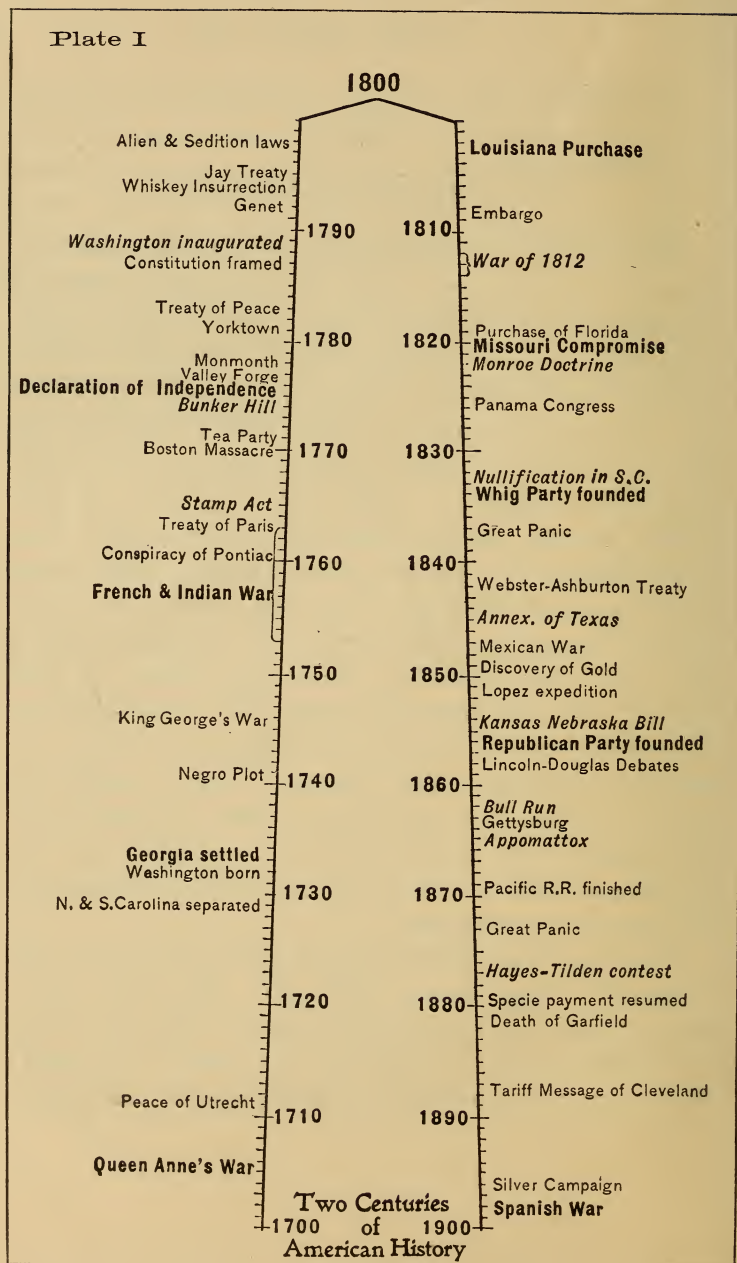 Plate I
1800
Alien & Sedition laws
Jay Treaty
Whiskey Insurrection
Genet
1790
Washington inaugurated
Constitution framed
Treaty of Peace
Yorktown
1780
Monmonth
Valley Forge
Declaration of Independence
Bunker Hill
Tea Party
Boston Massacre
1770
Stamp Act
Treaty of Paris
Conspiracy of Pontiac
1760
French & Indian War
1750
King George's War
Negro Plot
1740
Georgia settled
Washington born
1730
N. & S. Carolina separated
1720
Peace of Utrecht
1710
Queen Anne's War
1700
Louisiana Purchase
Embargo
1810
War of 1812
Purchase of Florida
1820
Missouri Compromise
Monroe Doctrine
Panama Congress
1830
Nullification in S.C.
Whig Party founded
Great Panic
1840
Webster-Ashburton Treaty
Annex. of Texas
Mexican War
Discovery of Gold
1850
Lopez expedition
Kansas Nebraska Bill
Republican Party founded
Lincoln-Douglas Debates
1860
Bull Run
Gettysburg
Appomattox
1870
Pacific R.R. finished
Great Panic
Hayes-Tilden contest
1880
Specie payment resumed
Death of Garfield
Tariff Message of Cleveland
1890
Silver Campaign
Spanish War
1900
Two Centuries
of
American History